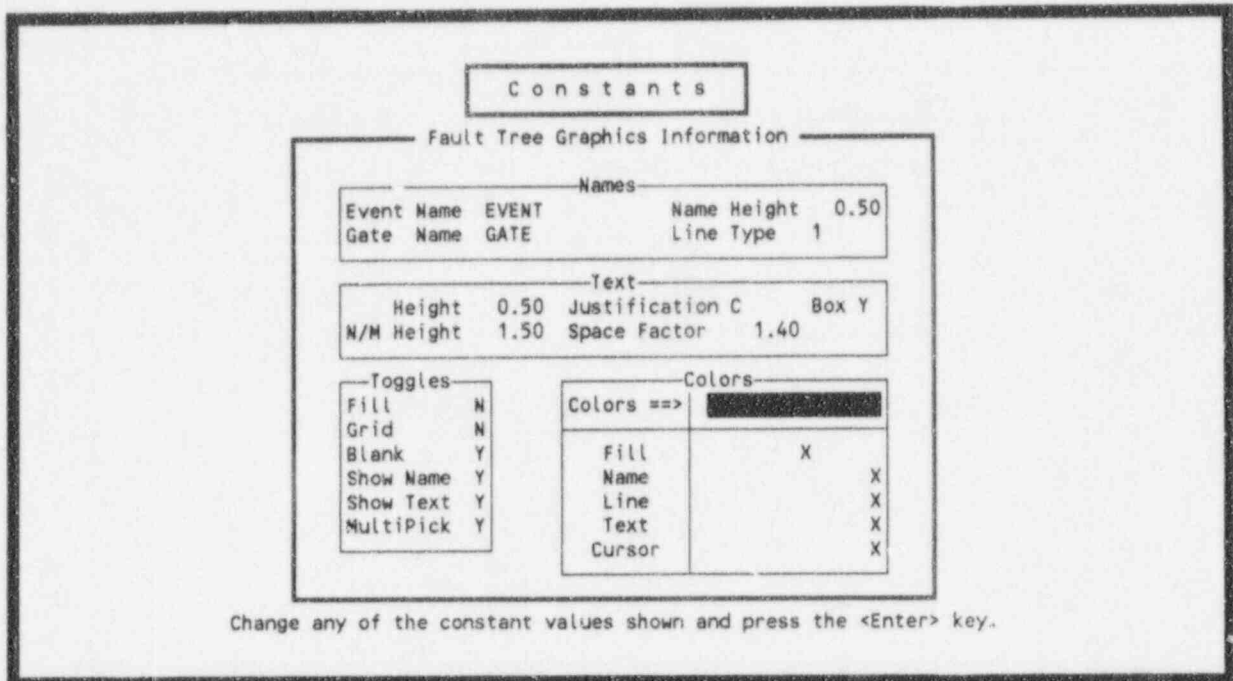 Constants
Fault Tree Graphics Information
Names
Event Name EVENT Name Height 0.50
Gate Name GATE Line Type 1
Text
Height 0.50 Justification C Box Y
N/M Height 1.50 Space Factor 1.40
Toggles
Fill N
Grid N
Blank Y
Show Name Y
Show Text Y
MultiPick Y
Colors
Colors ==>
Fill X
Name X
Line X
Text X
Cursor X
Change any of the constant values shown and press the <Enter> key.